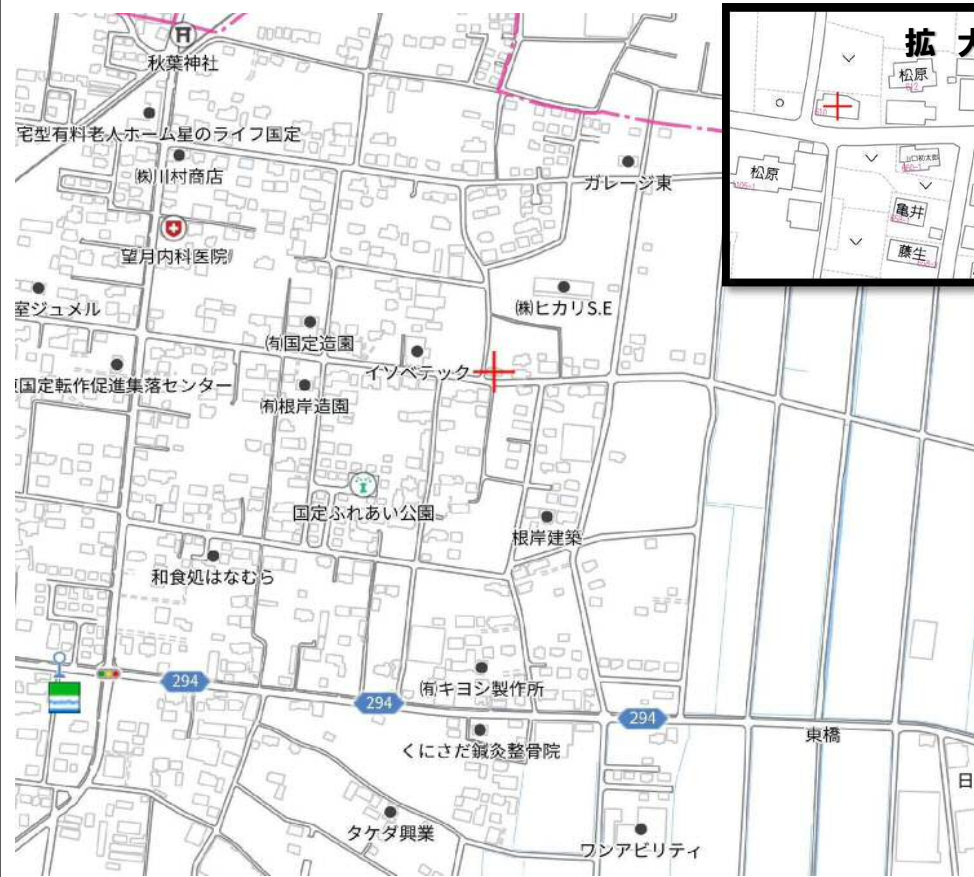 拡大
秋葉神社
宅型有料老人ホーム星のライフ国定
㈱川村商店
ガレージ東
望月内科医院
室ジュメル
㈱ヒカリS.E
㈲国定造園
イソベテック
国定転作促進集落センター
㈲根岸造園
国定ふれあい公園
根岸建築
和食処はなむら
294
294
294
㈲キヨシ製作所
くにさだ鍼灸整骨院
東橋
日
タケダ興業
ワンアビリティ
松原
松原
亀井
藤生